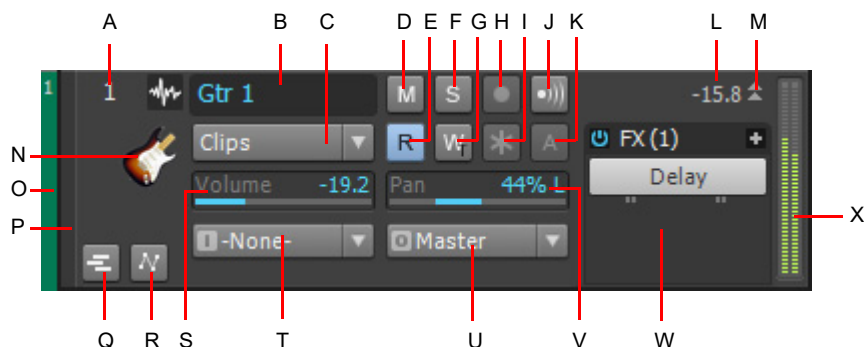 A B C D E F G H I J K L M
1 1 Gtr 1 M S -15.8
Clips R W A FX (1)
N
Volume -19.2 Pan 44% L Delay
O
P X
I -None- O Master
Q R S T U V W